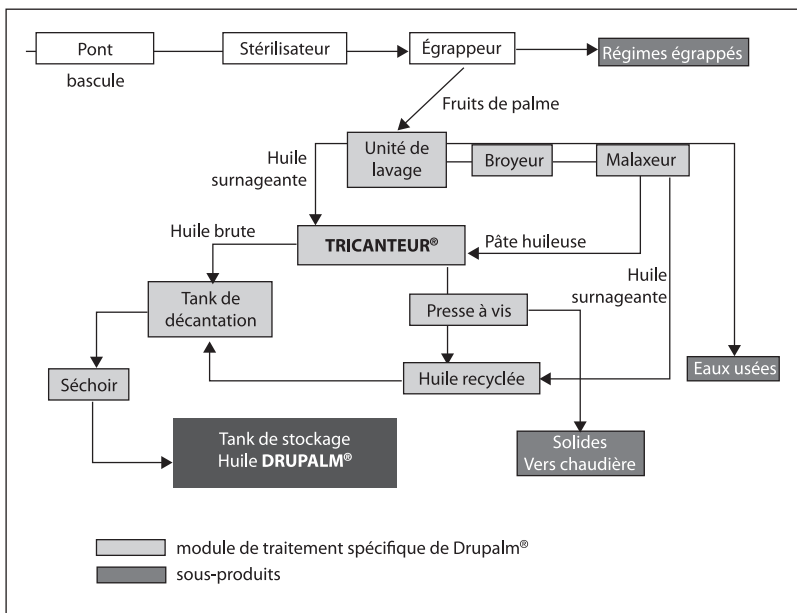 Pont
bascule
Stérilisateur
Égrappeur
Régimes égrappés
Fruits de palme
Unité de
lavage
Broyeur
Malaxeur
Huile
surnageante
Huile brute
TRICANTEUR®
Pâte huileuse
Huile
surnageante
Tank de
décantation
Presse à vis
Séchoir
Huile recyclée
Eaux usées
Tank de stockage
Huile DRUPALM®
Solides
Vers chaudière
module de traitement spécifique de Drupalm®
sous-produits